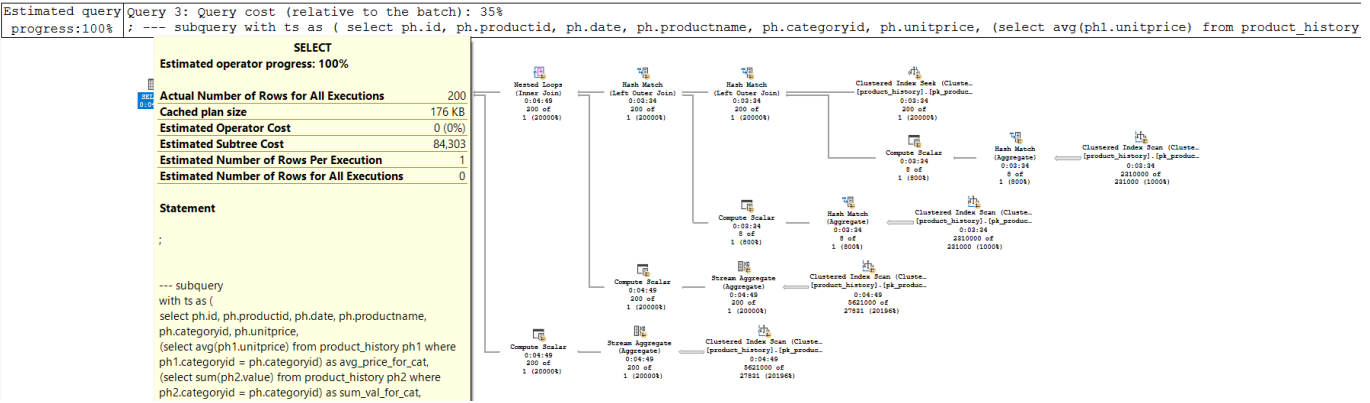 Estimated query
progress:100%
Query 3: Query cost (relative to the batch): 35%
; --- subquery with ts as ( select ph.id, ph.productid, ph.date, ph.productname, ph.categoryid, ph.unitprice, (select avg(ph1.unitprice) from product_history
SELECT
Estimated operator progress: 100%
Actual Number of Rows for All Executions 200
Cached plan size 176 KB
Estimated Operator Cost 0 (0%)
Estimated Subtree Cost 84,303
Estimated Number of Rows Per Execution 1
Estimated Number of Rows for All Executions 0
Statement
;
--- subquery
with ts as (
select ph.id, ph.productid, ph.date, ph.productname,
ph.categoryid, ph.unitprice,
(select avg(ph1.unitprice) from product_history ph1 where
ph1.categoryid = ph.categoryid) as avg_price_for_cat,
(select sum(ph2.value) from product_history ph2 where
ph2.categoryid = ph.categoryid) as sum_val_for_cat,
Nested Loops
(Inner Join)
0:04:49
200 of
1 (20000%)
Hash Match
(Left Outer Join)
0:03:34
200 of
1 (20000%)
Hash Match
(Left Outer Join)
0:03:34
200 of
1 (20000%)
Clustered Index Seek (Cluste...
[product_history].[pk_produc...
0:03:34
200 of
1 (20000%)
Compute Scalar
0:03:34
8 of
1 (800%)
Hash Match
(Aggregate)
0:03:34
8 of
1 (800%)
Clustered Index Scan (Cluste...
[product_history].[pk_produc...
0:03:34
2310000 of
231000 (1000%)
Compute Scalar
0:03:34
8 of
1 (800%)
Hash Match
(Aggregate)
0:03:34
8 of
1 (800%)
Clustered Index Scan (Cluste...
[product_history].[pk_produc...
0:03:34
2310000 of
231000 (1000%)
Compute Scalar
0:04:49
200 of
1 (20000%)
Stream Aggregate
(Aggregate)
0:04:49
200 of
1 (20000%)
Clustered Index Scan (Cluste...
[product_history].[pk_produc...
0:04:49
5621000 of
27831 (20196%)
Compute Scalar
0:04:49
200 of
1 (20000%)
Stream Aggregate
(Aggregate)
0:04:49
200 of
1 (20000%)
Clustered Index Scan (Cluste...
[product_history].[pk_produc...
0:04:49
5621000 of
27831 (20196%)